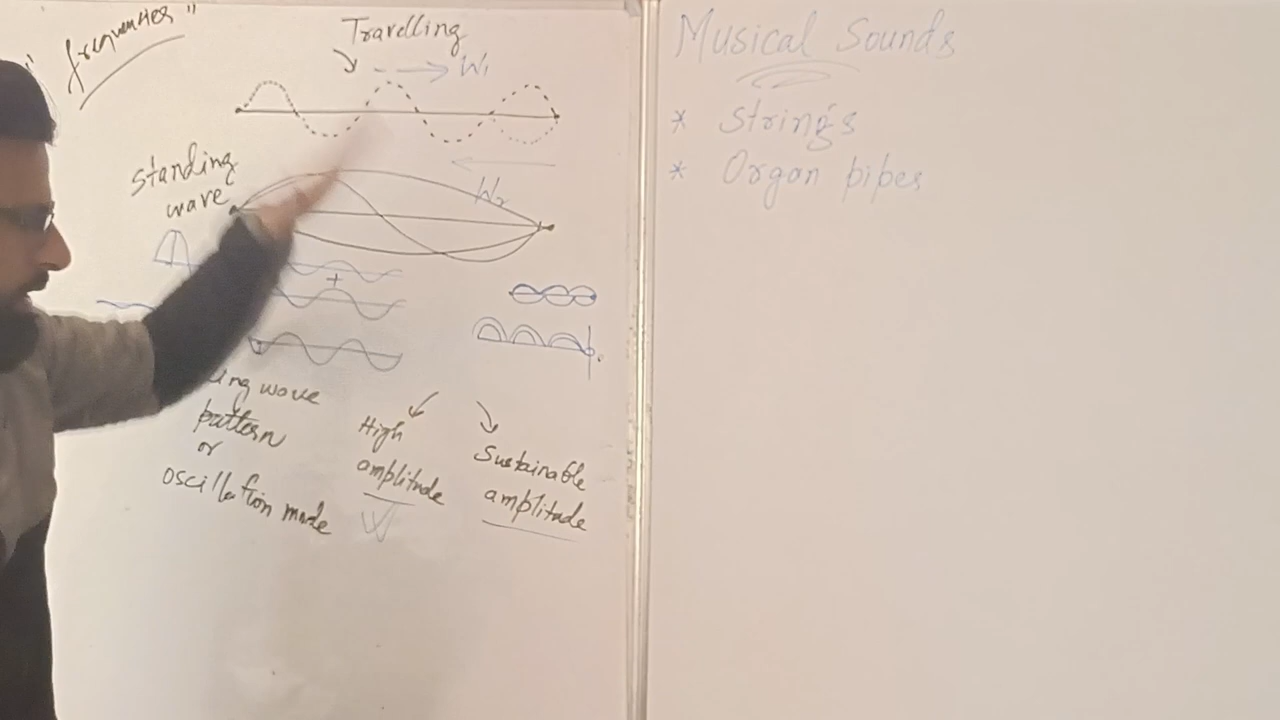 frequencies"
Travelling
W₁
Standing
wave
W₂
+
wave
pattern
or
oscillation mode
High
amplitude
Sustainable
amplitude
Musical Sounds
* Strings
* Organ pipes